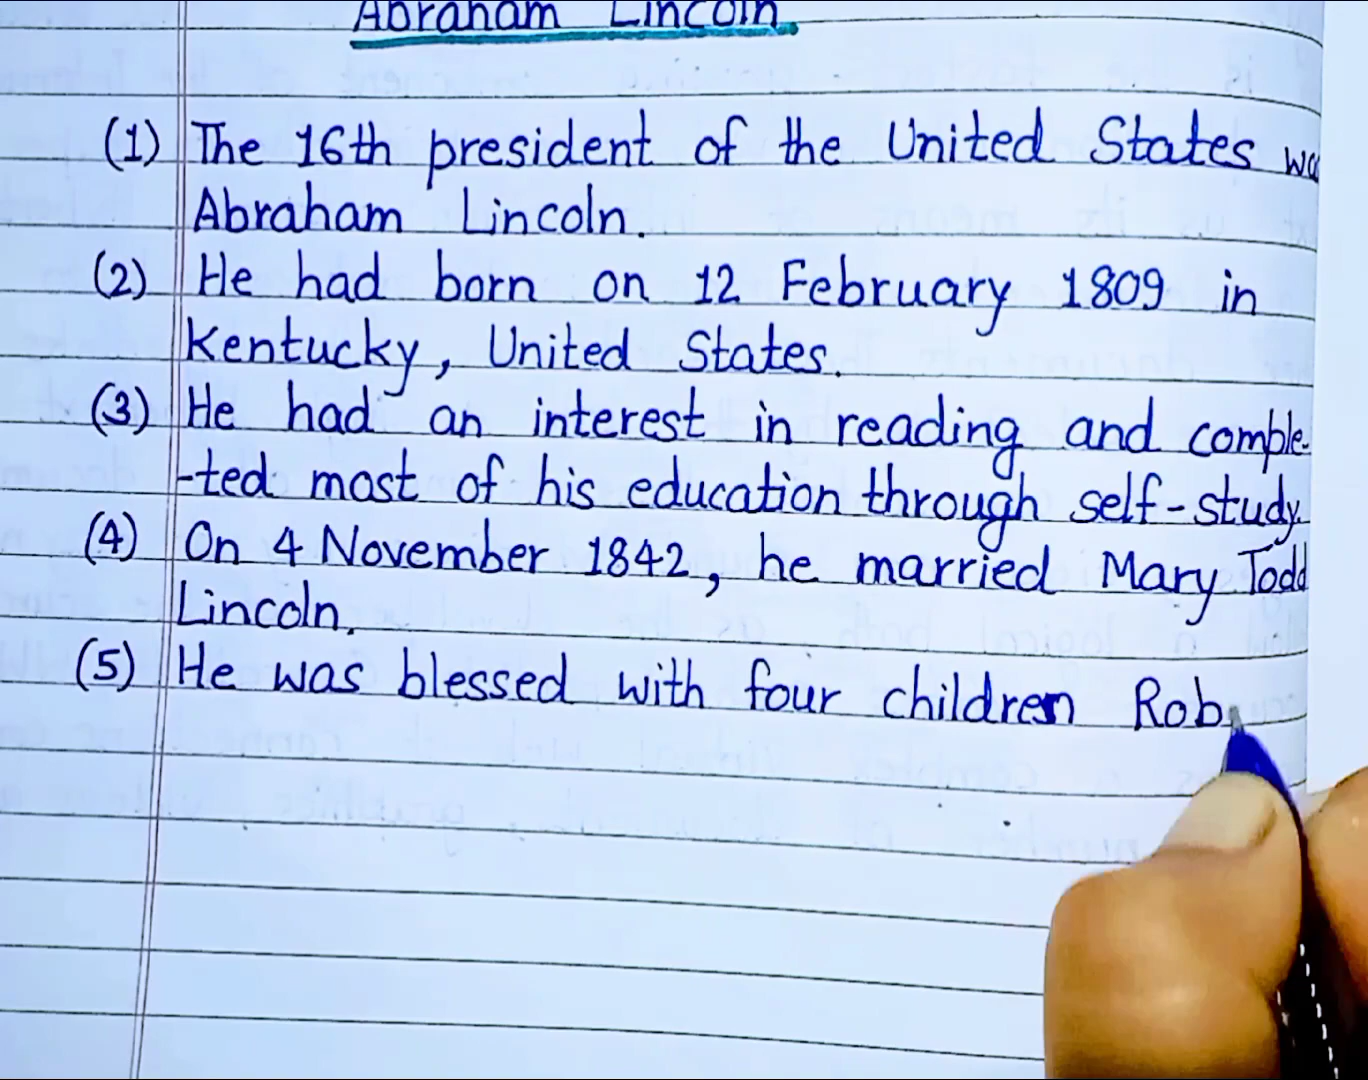 Abraham Lincoln
(1) The 16th president of the United States wa
Abraham Lincoln.
(2) He had born on 12 February 1809 in
Kentucky, United States.
(3) He had an interest in reading and comple-
-ted most of his education through self-study.
(4) On 4 November 1842, he married Mary Todd
Lincoln.
(5) He was blessed with four children Rob